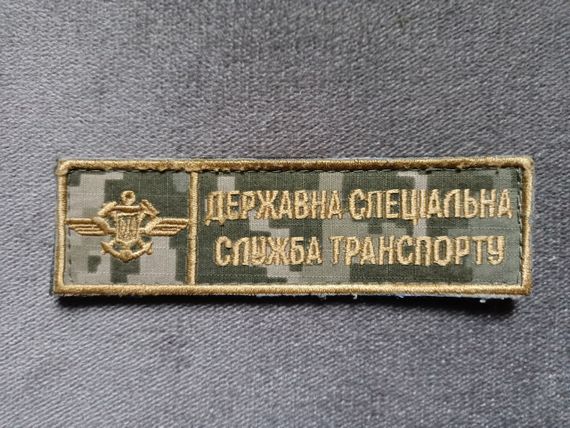 ДЕРЖАВНА СПЕЦІАЛЬНА
СЛУЖБА ТРАНСПОРТУ